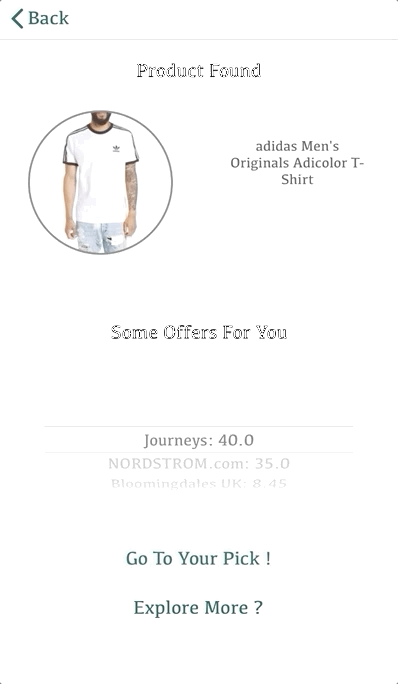 Back
Product Found
adidas Men's
Originals Adicolor T-
Shirt
Some Offers For You
Journeys: 40.0
NORDSTROM.com: 35.0
Bloomingdales UK: 8.45
Go To Your Pick !
Explore More ?